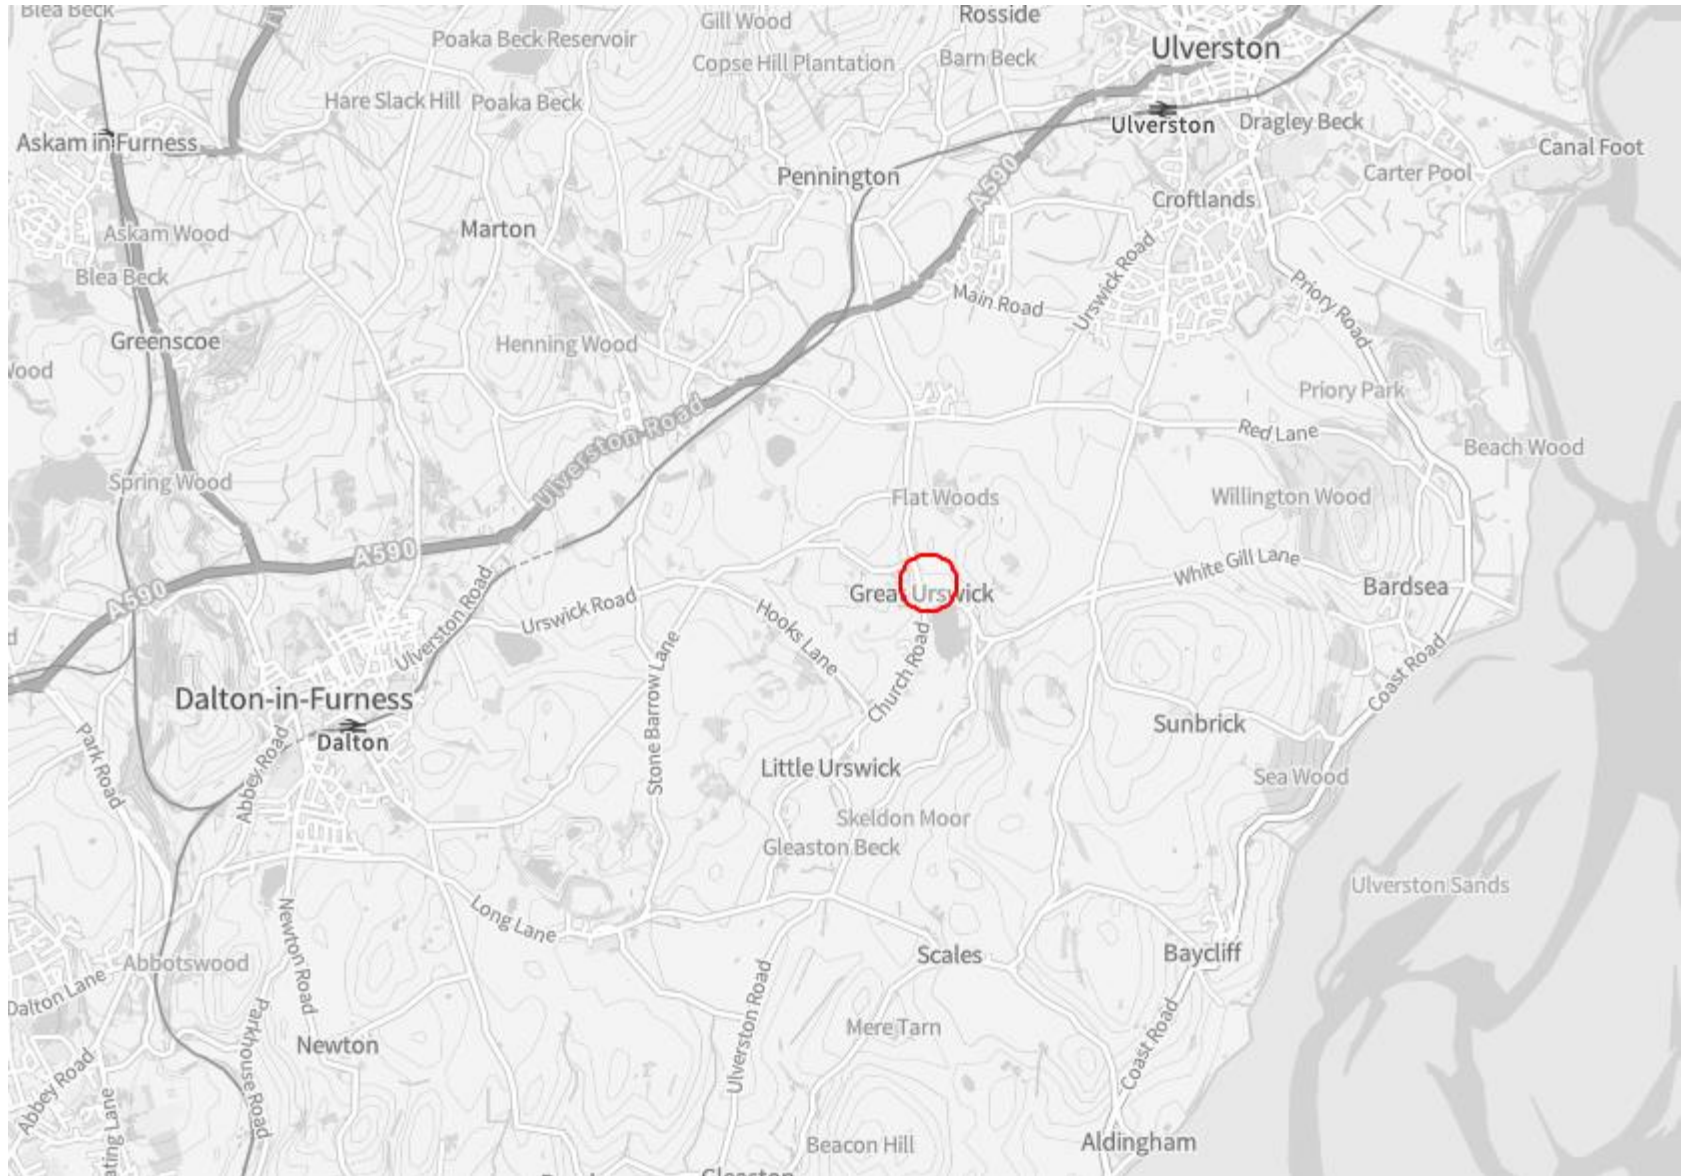 Blea Beck
Poaka Beck Reservoir
Gill Wood
Rosside
Copse Hill Plantation
Barn Beck
Ulverston
Hare Slack Hill
Poaka Beck
Askam in Furness
Ulverston
Dragley Beck
Canal Foot
Pennington
A590
Carter Pool
Croftlands
Askam Wood
Marton
Blea Beck
Urswick Road
Main Road
Priory Road
Greenscoe
Henning Wood
Priory Park
Ulverston Road
Red Lane
Beach Wood
Spring Wood
Flat Woods
Willington Wood
A590
A590
White Gill Lane
Bardsea
Great Urswick
Urswick Road
Ulverston Road
Hooks Lane
Church Road
Stone Barrow Lane
Coast Road
Dalton-in-Furness
Dalton
Sunbrick
Park Road
Abbey Road
Little Urswick
Sea Wood
Skeldon Moor
Gleaston Beck
Ulverston Sands
Long Lane
Newton Road
Scales
Baycliff
Abbotswood
Dalton Lane
Ulverston Road
Mere Tarn
Newton
Parkhouse Road
Coast Road
Abbey Road
Beacon Hill
Aldingham
Gleaston